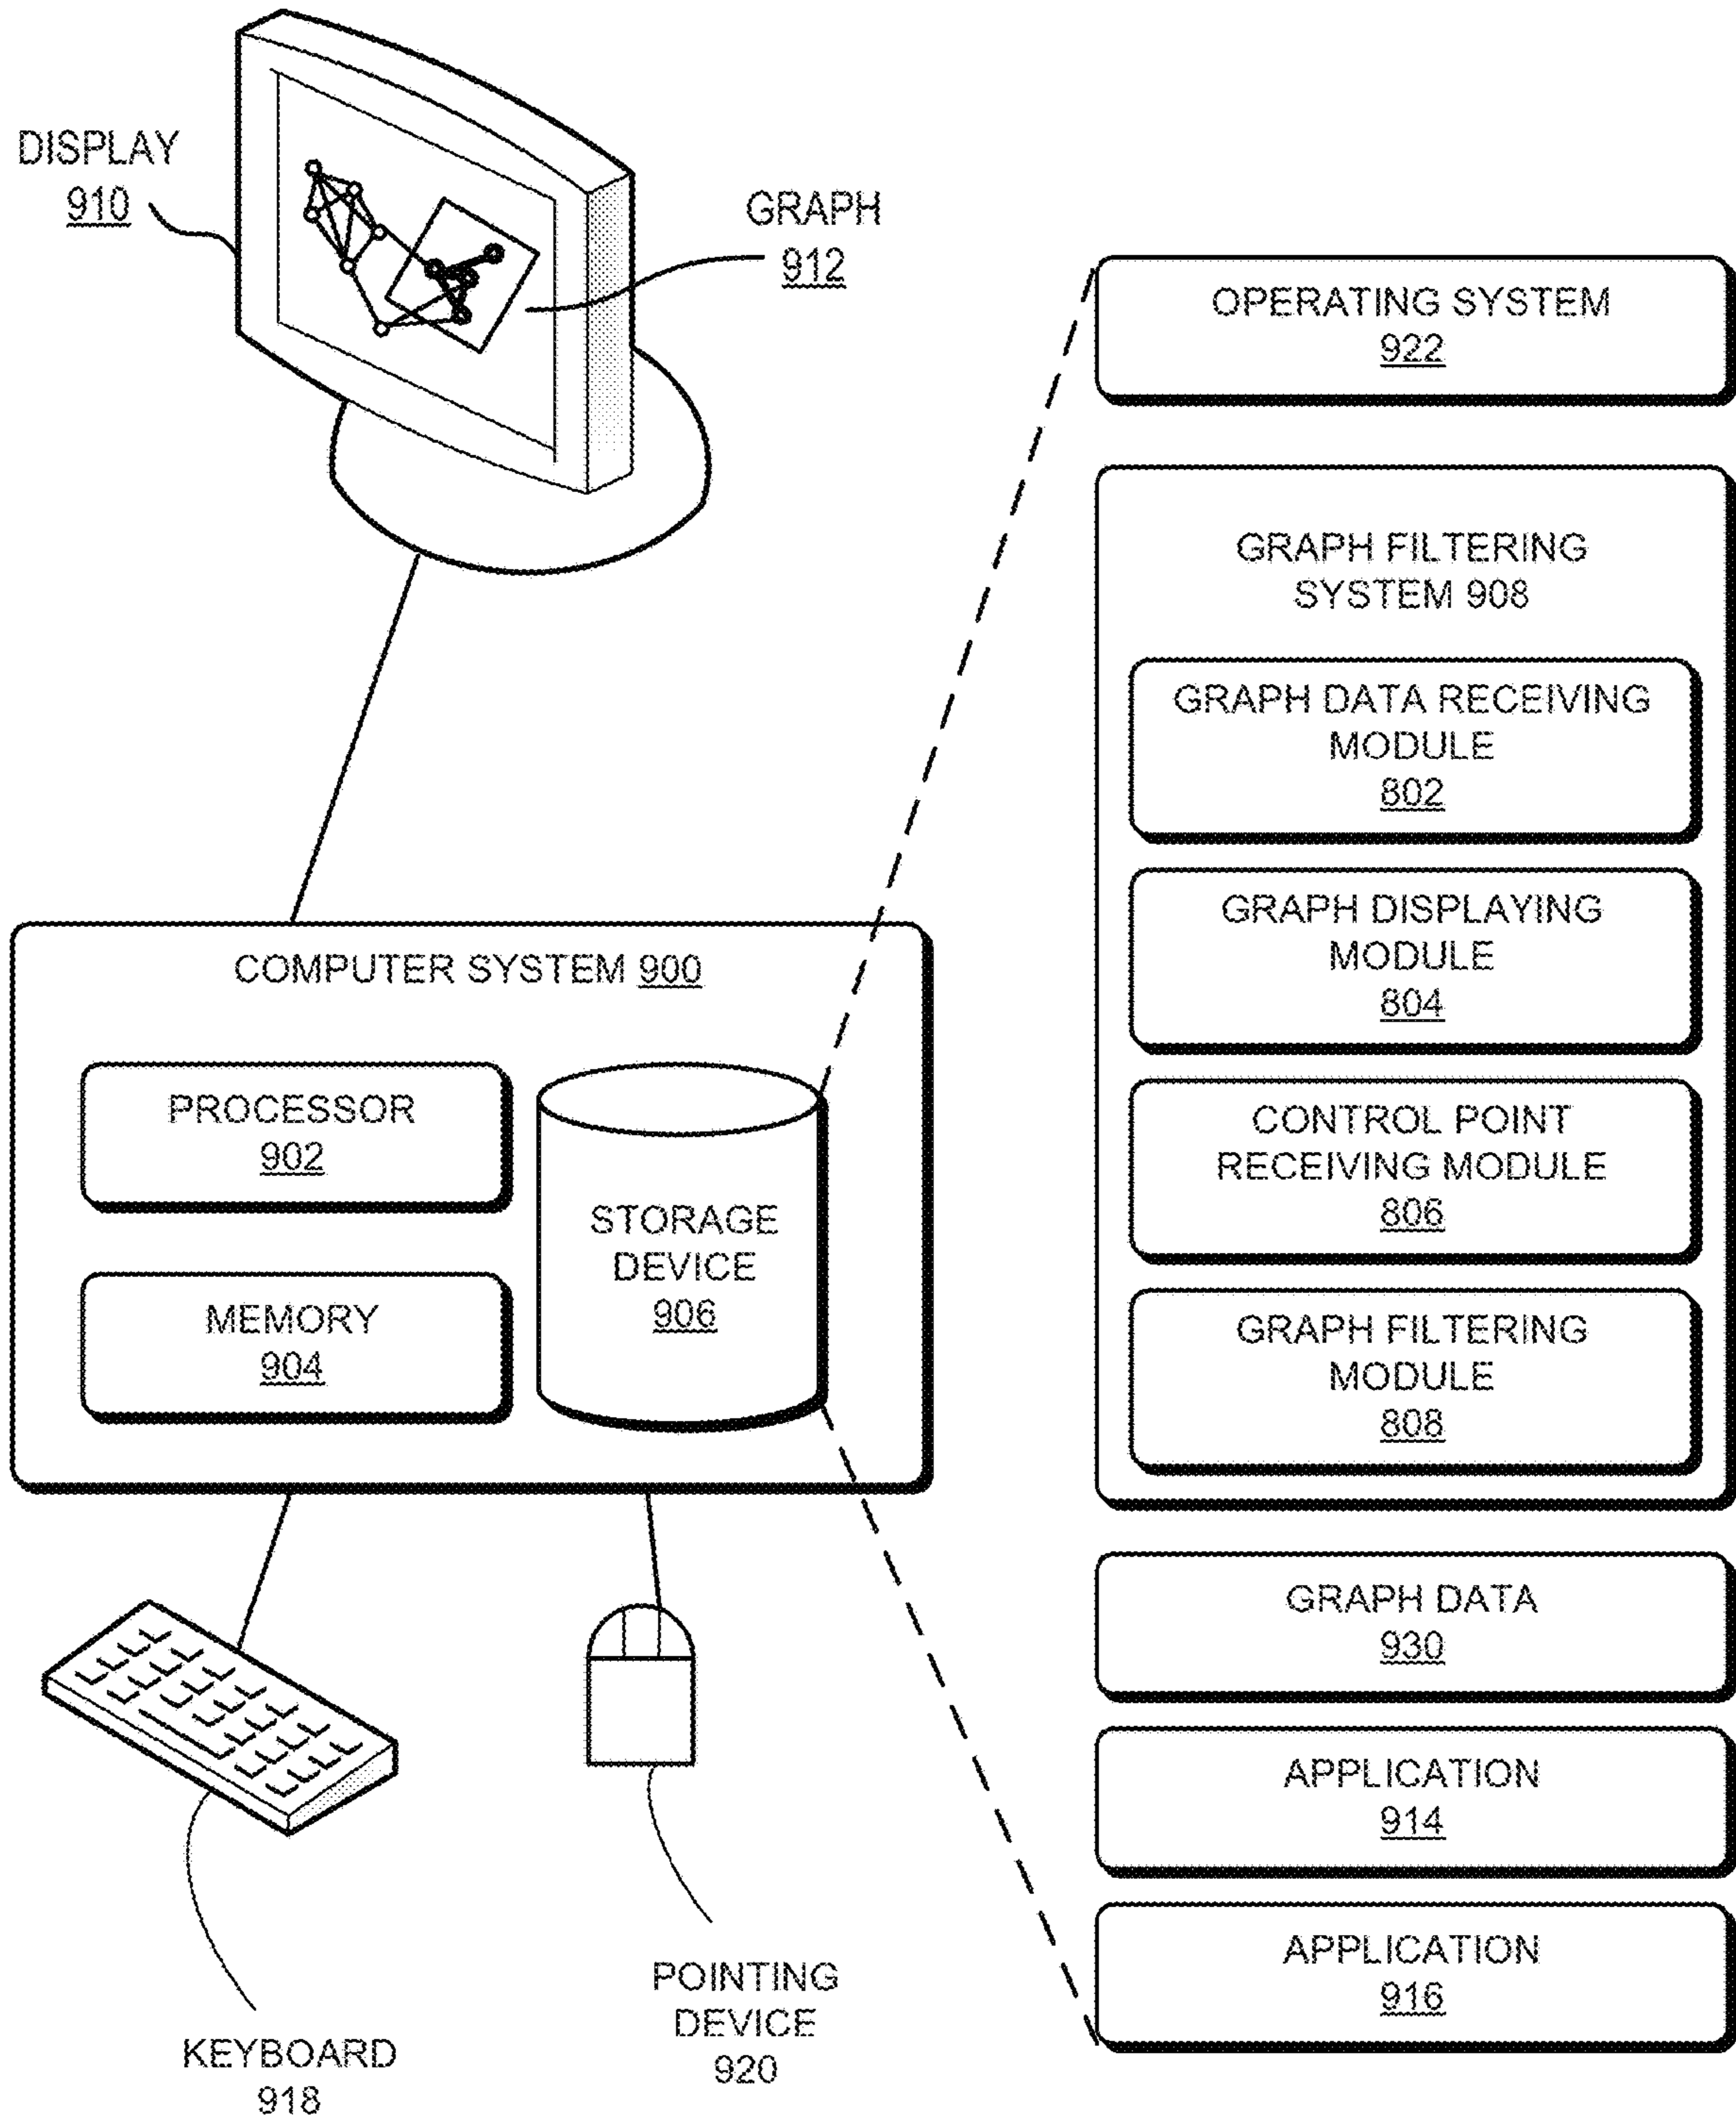 DISPLAY
910
GRAPH
912
OPERATING SYSTEM
922
GRAPH FILTERING
SYSTEM 908
GRAPH DATA RECEIVING
MODULE
802
GRAPH DISPLAYING
MODULE
804
CONTROL POINT
RECEIVING MODULE
806
GRAPH FILTERING
MODULE
808
COMPUTER SYSTEM 900
PROCESSOR
902
MEMORY
904
STORAGE
DEVICE
906
GRAPH DATA
930
APPLICATION
914
APPLICATION
916
KEYBOARD
918
POINTING
DEVICE
920